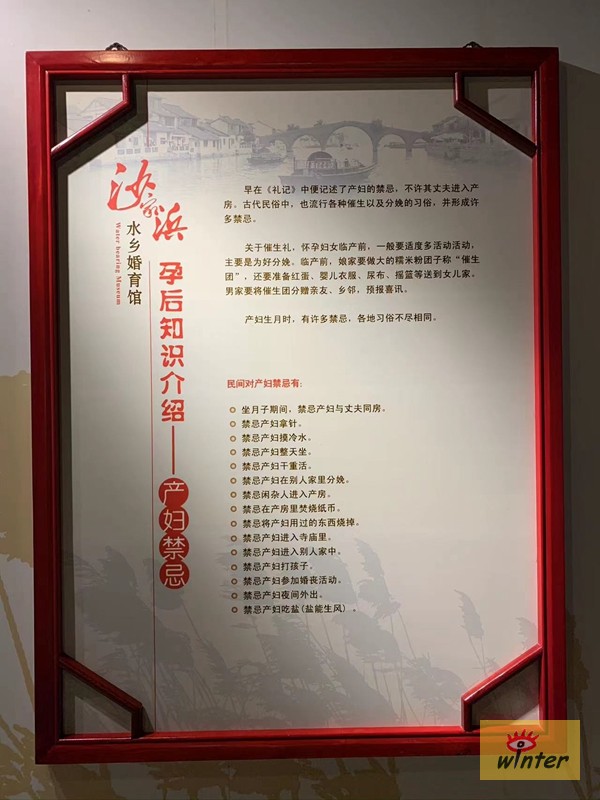 沙家浜
水乡婚育馆
Water bearing Museum
孕后知识介绍——产妇禁忌
早在《礼记》中便记述了产妇的禁忌，不许其丈夫进入产
房。古代民俗中，也流行各种催生以及分娩的习俗，并形成许
多禁忌。
关于催生礼，怀孕妇女临产前，一般要适度多活动活动，
主要是为好分娩。临产前，娘家要做大的糯米粉团子称“催生
团”，还要准备红蛋、婴儿衣服、尿布、摇篮等送到女儿家。
男家要将催生团分赠亲友、乡邻，预报喜讯。
产妇生月时，有许多禁忌，各地习俗不尽相同。
民间对产妇禁忌有：
坐月子期间，禁忌产妇与丈夫同房。
禁忌产妇拿针。
禁忌产妇摸冷水。
禁忌产妇整天坐。
禁忌产妇干重活。
禁忌产妇在别人家里分娩。
禁忌闲杂人进入产房。
禁忌在产房里焚烧纸币。
禁忌将产妇用过的东西烧掉。
禁忌产妇进入寺庙里。
禁忌产妇进入别人家中。
禁忌产妇打孩子。
禁忌产妇参加婚丧活动。
禁忌产妇夜间外出。
禁忌产妇吃盐(盐能生风)。
winter